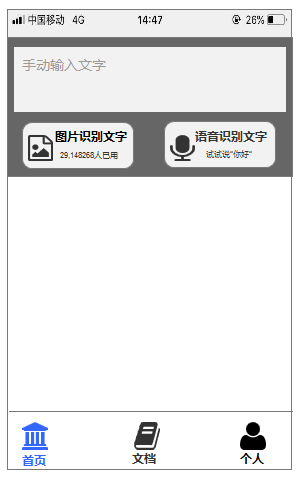 中国移动 4G 14:47 26%
手动输入文字
图片识别文字 语音识别文字
29,148268人已用 试试说"你好"
首页 文档 个人